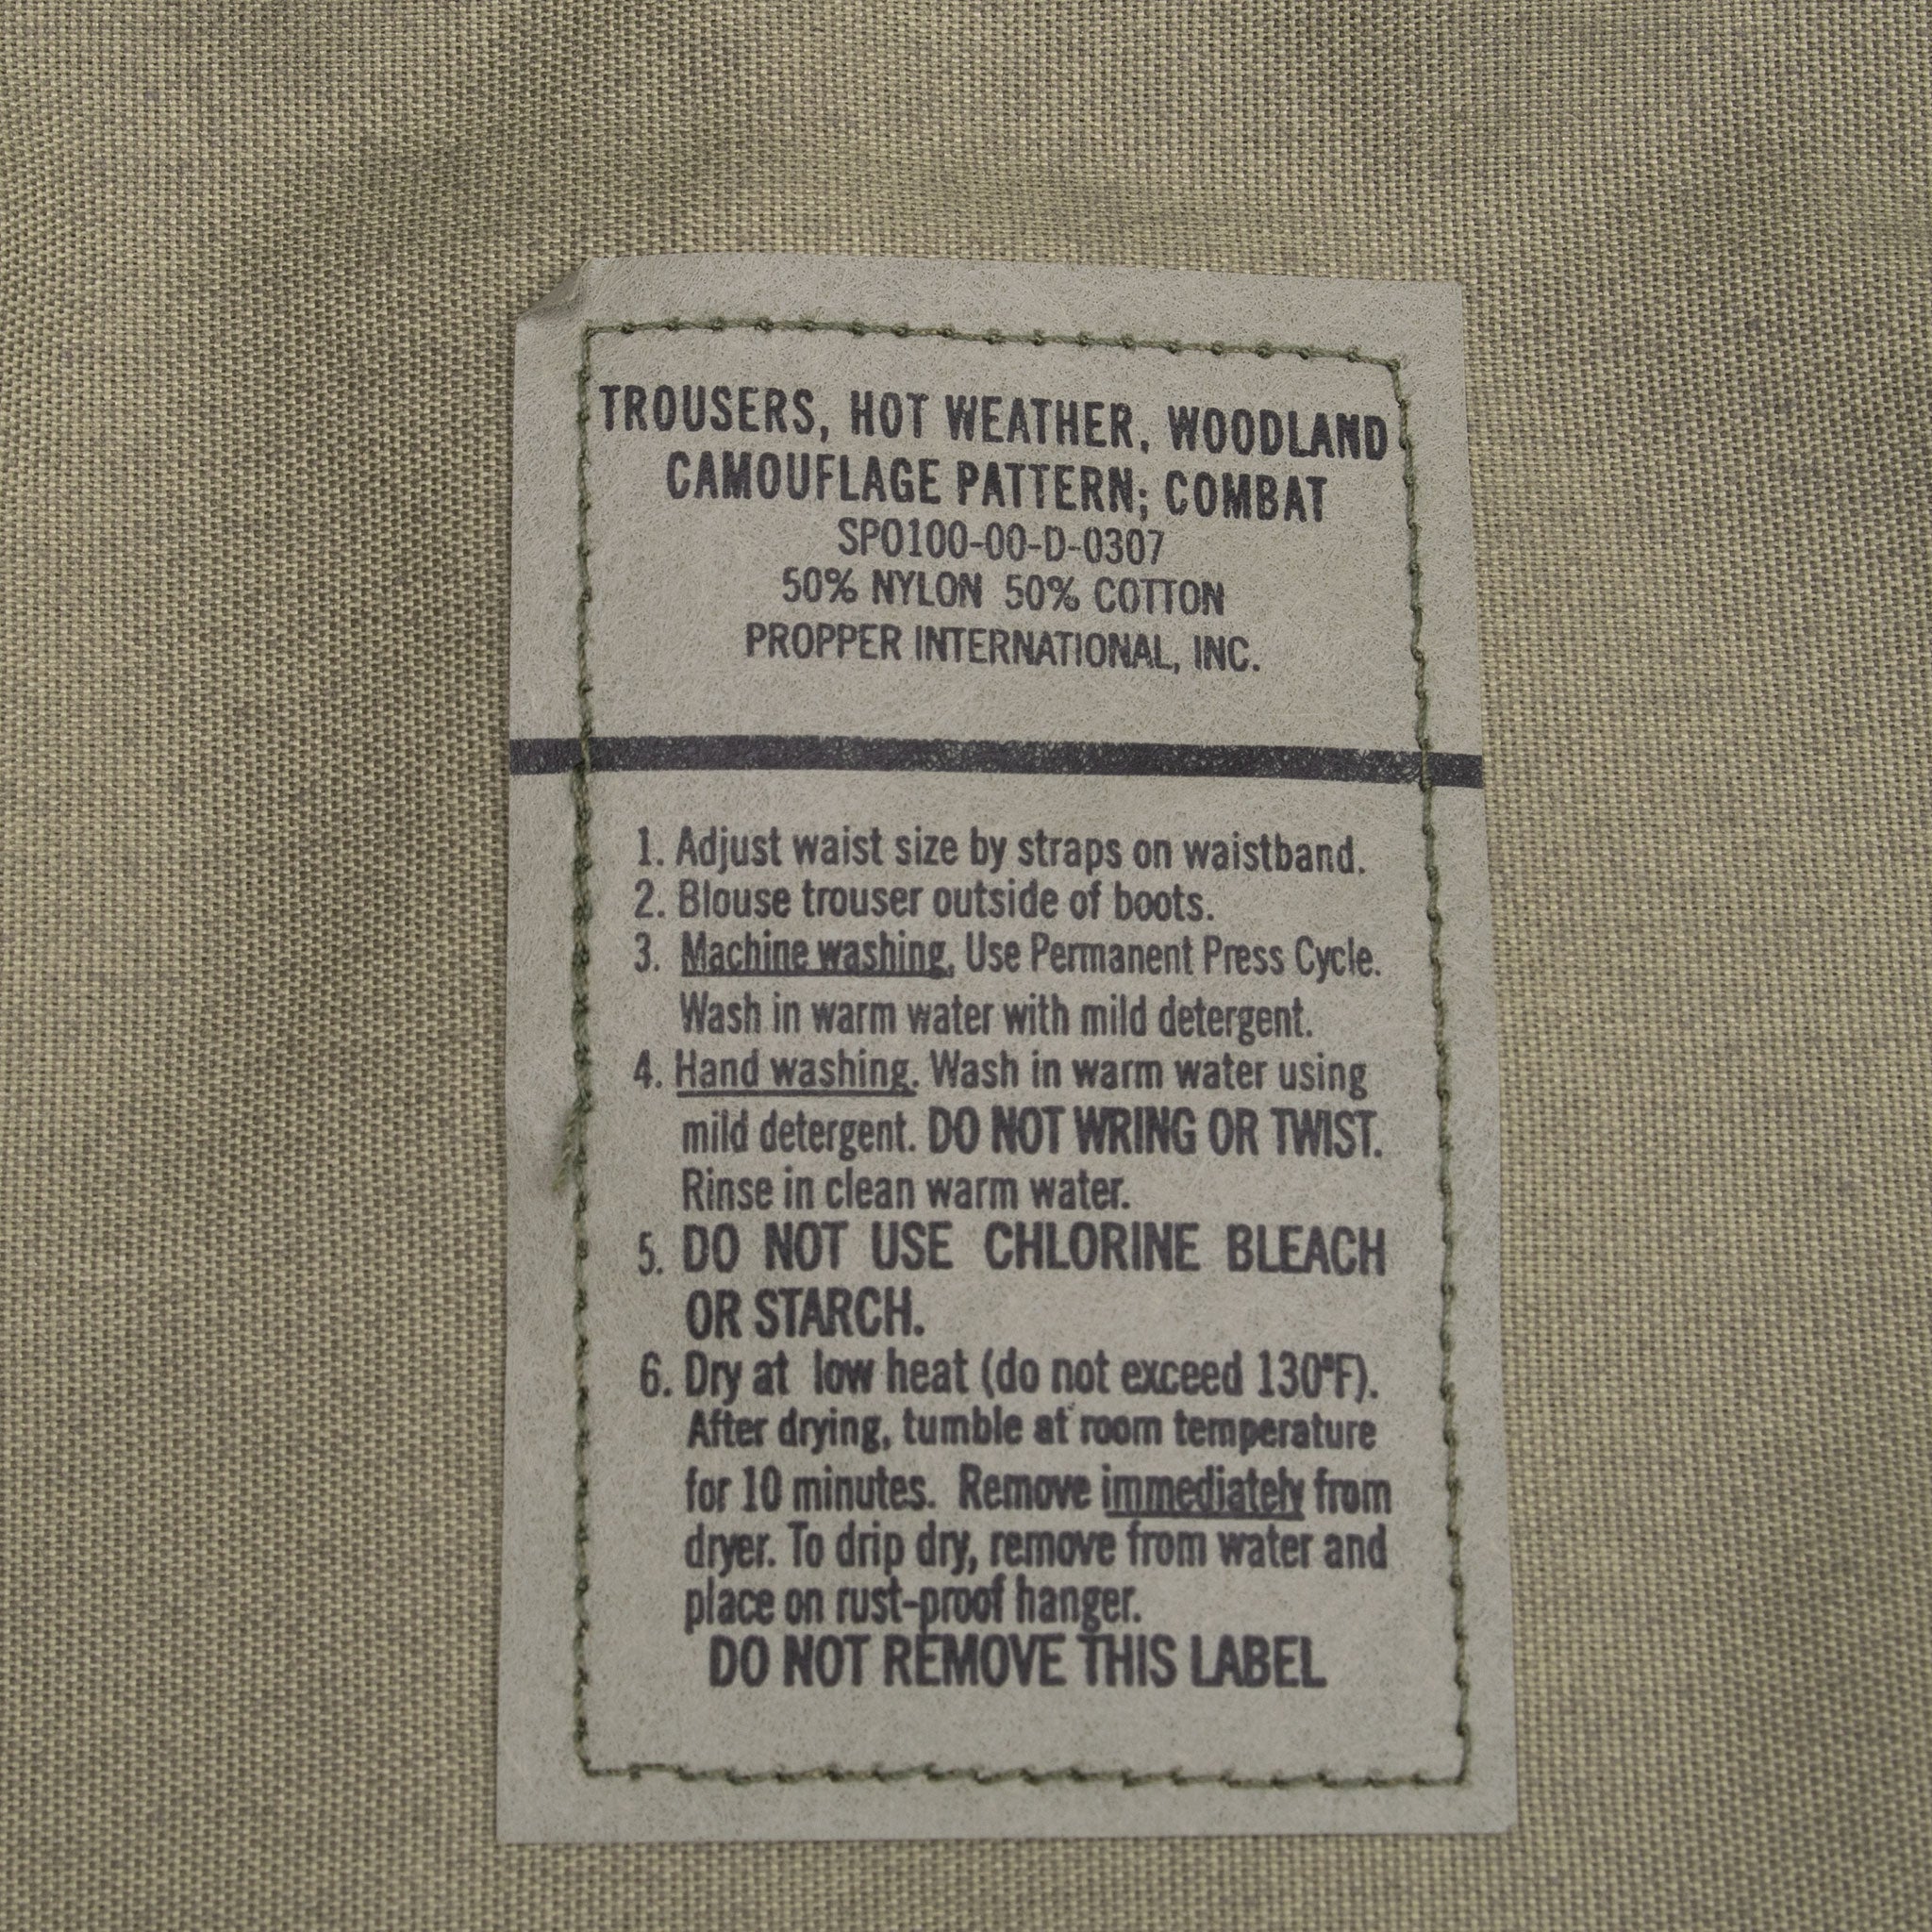 TROUSERS, HOT WEATHER, WOODLAND
CAMOUFLAGE PATTERN; COMBAT
SPO100-00-D-0307
50% NYLON 50% COTTON
PROPPER INTERNATIONAL, INC.
1. Adjust waist size by straps on waistband.
2. Blouse trouser outside of boots.
3. Machine washing. Use Permanent Press Cycle.
Wash in warm water with mild detergent.
4. Hand washing. Wash in warm water using
mild detergent. DO NOT WRING OR TWIST.
Rinse in clean warm water.
5. DO NOT USE CHLORINE BLEACH
OR STARCH.
6. Dry at low heat (do not exceed 130°F).
After drying, tumble at room temperature
for 10 minutes. Remove immediately from
dryer. To drip dry, remove from water and
place on rust-proof hanger.
DO NOT REMOVE THIS LABEL